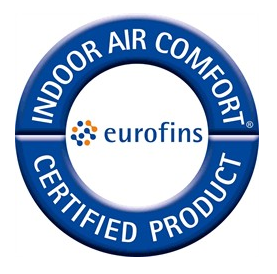 INDOOR AIR COMFORT®
eurofins
CERTIFIED PRODUCT